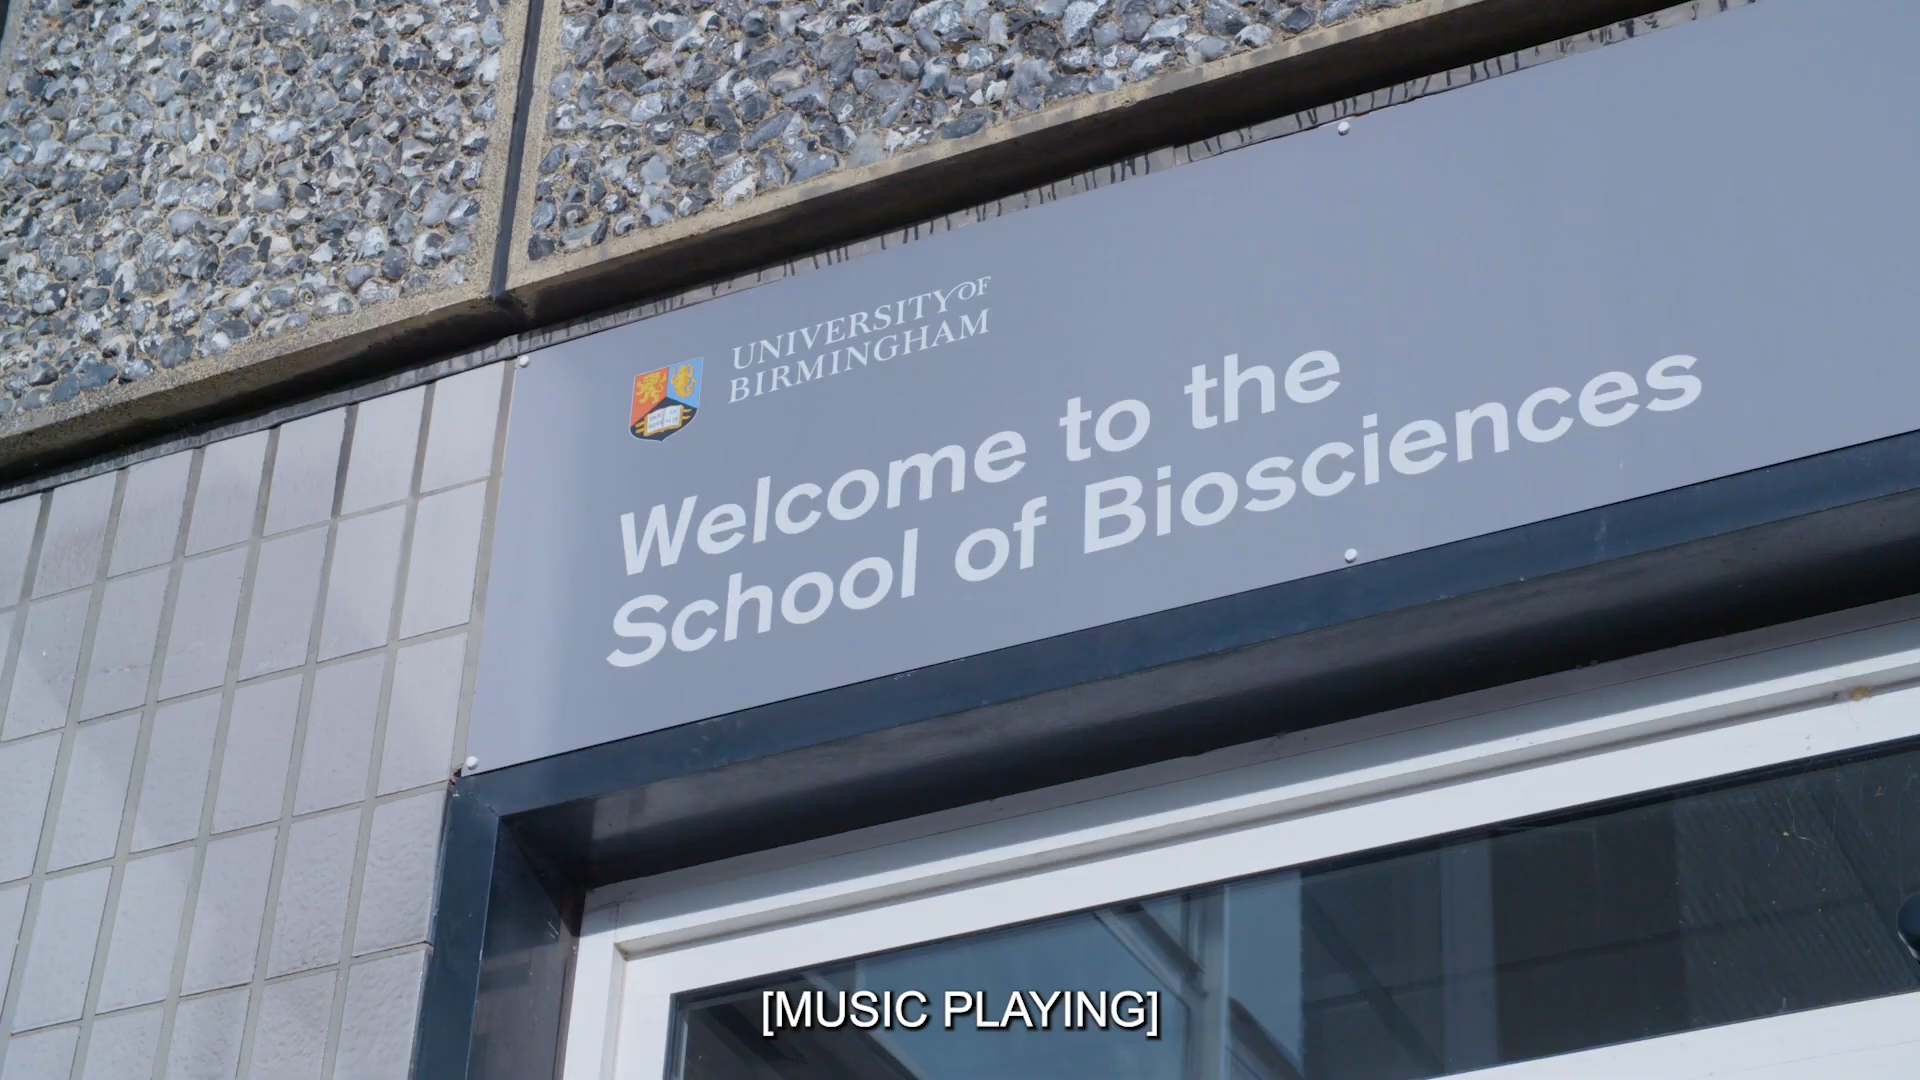 UNIVERSITY OF
BIRMINGHAM
Welcome to the
School of Biosciences
[MUSIC PLAYING]